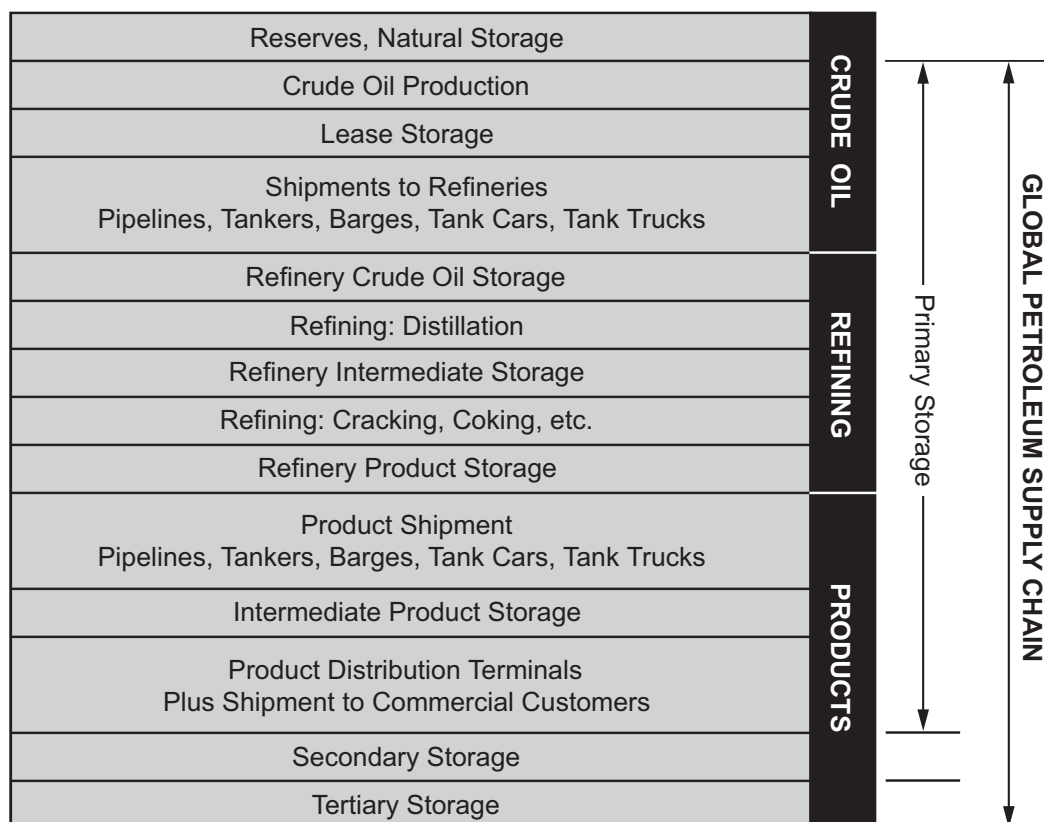 Reserves, Natural Storage
Crude Oil Production
Lease Storage
Shipments to Refineries
Pipelines, Tankers, Barges, Tank Cars, Tank Trucks
Refinery Crude Oil Storage
Refining: Distillation
Refinery Intermediate Storage
Refining: Cracking, Coking, etc.
Refinery Product Storage
Product Shipment
Pipelines, Tankers, Barges, Tank Cars, Tank Trucks
Intermediate Product Storage
Product Distribution Terminals
Plus Shipment to Commercial Customers
Secondary Storage
Tertiary Storage
CRUDE OIL
REFINING
PRODUCTS
Primary Storage
GLOBAL PETROLEUM SUPPLY CHAIN